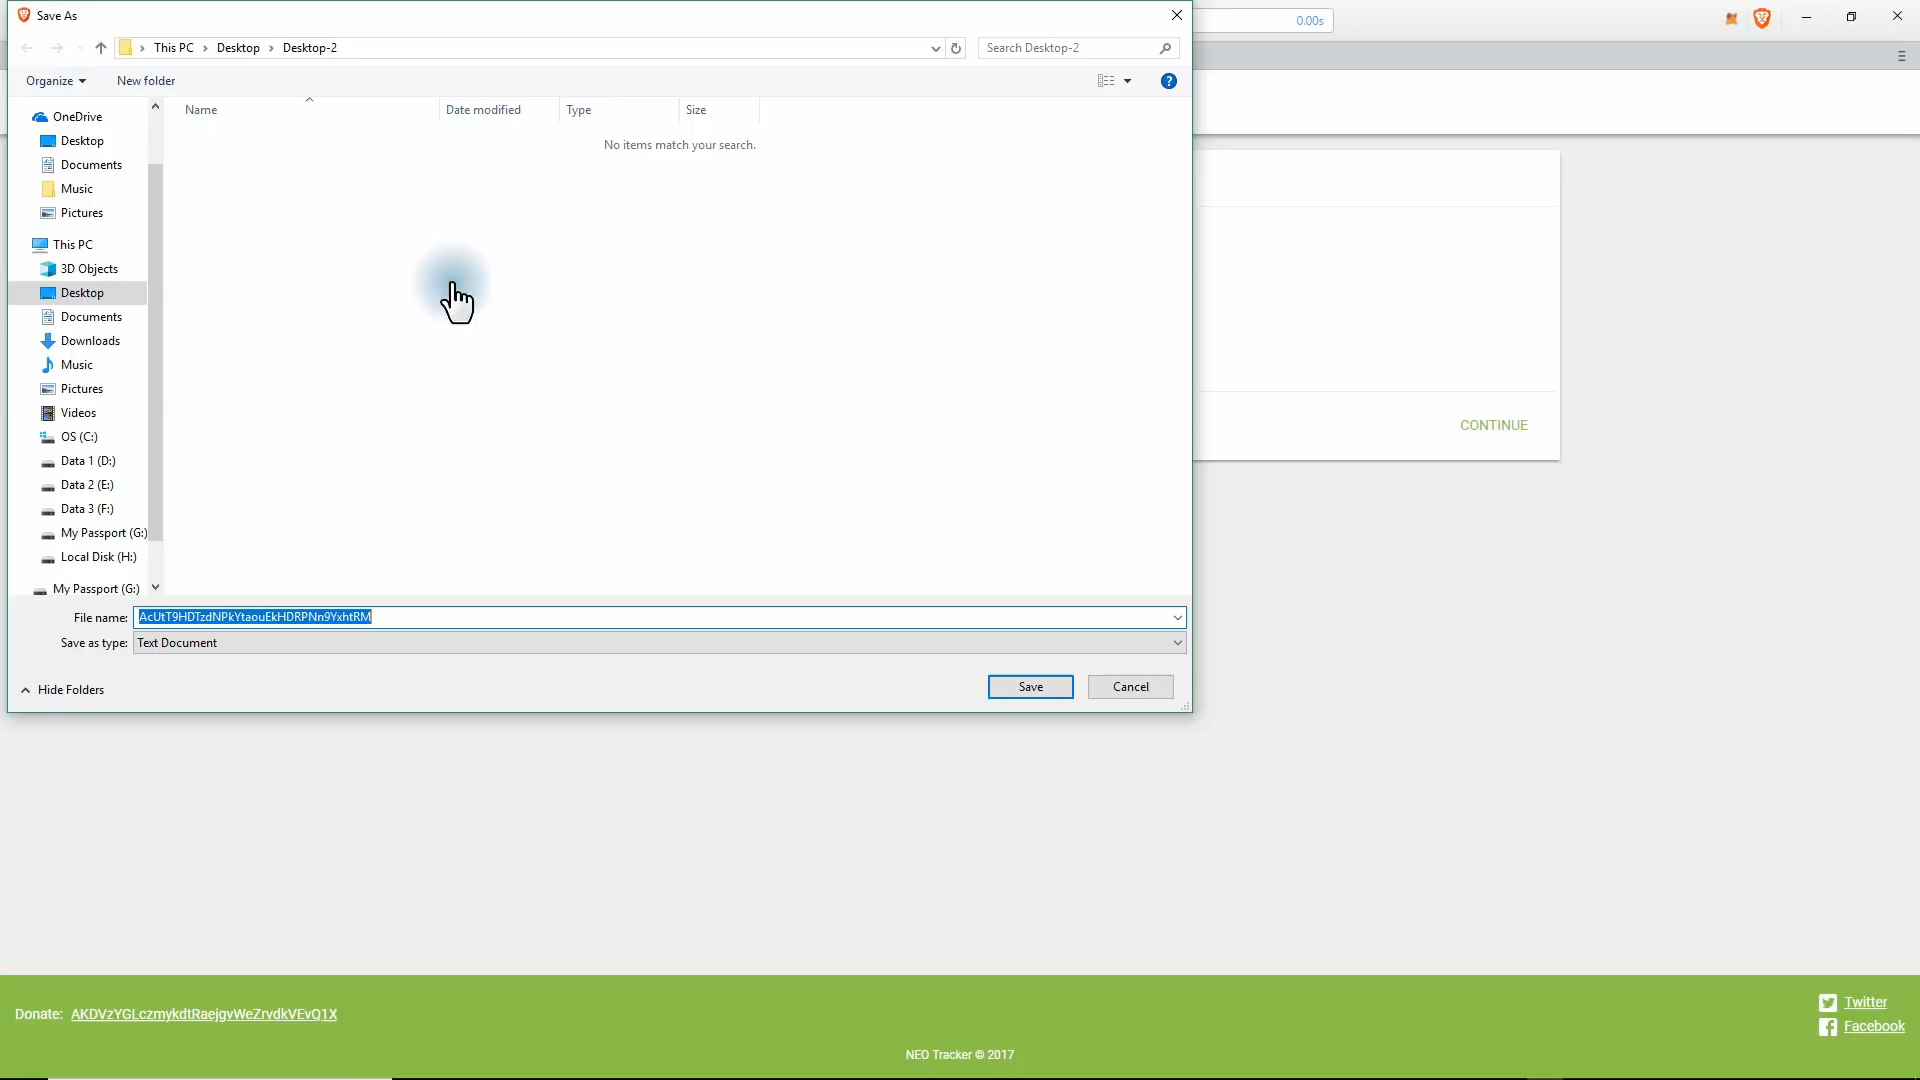 Save As
0.00s
This PC > Desktop > Desktop-2
Search Desktop-2
Organize
New folder
Name
Date modified
Type
Size
No items match your search.
OneDrive
Desktop
Documents
Music
Pictures
This PC
3D Objects
Desktop
Documents
Downloads
Music
Pictures
Videos
OS (C:)
Data 1 (D:)
Data 2 (E:)
Data 3 (F:)
My Passport (G:)
Local Disk (H:)
My Passport (G:)
CONTINUE
File name: AcUtT9HDTzdNPkYtaouEkHDRPNn9YxhtRM
Save as type: Text Document
Hide Folders
Save
Cancel
Donate: AKDVzYGLczmykdtRaejgvWeZrvdkVEvQ1X
Twitter
Facebook
NEO Tracker © 2017